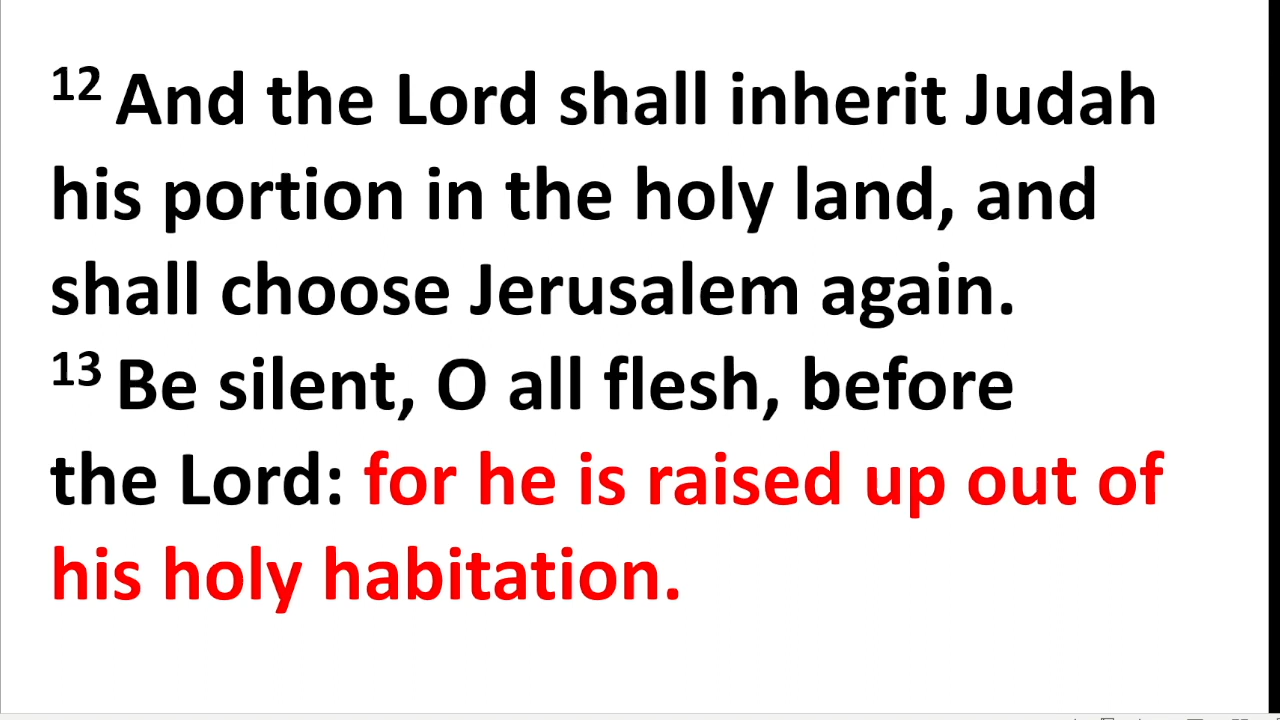 12 And the Lord shall inherit Judah
his portion in the holy land, and
shall choose Jerusalem again.
13 Be silent, O all flesh, before
the Lord: for he is raised up out of
his holy habitation.